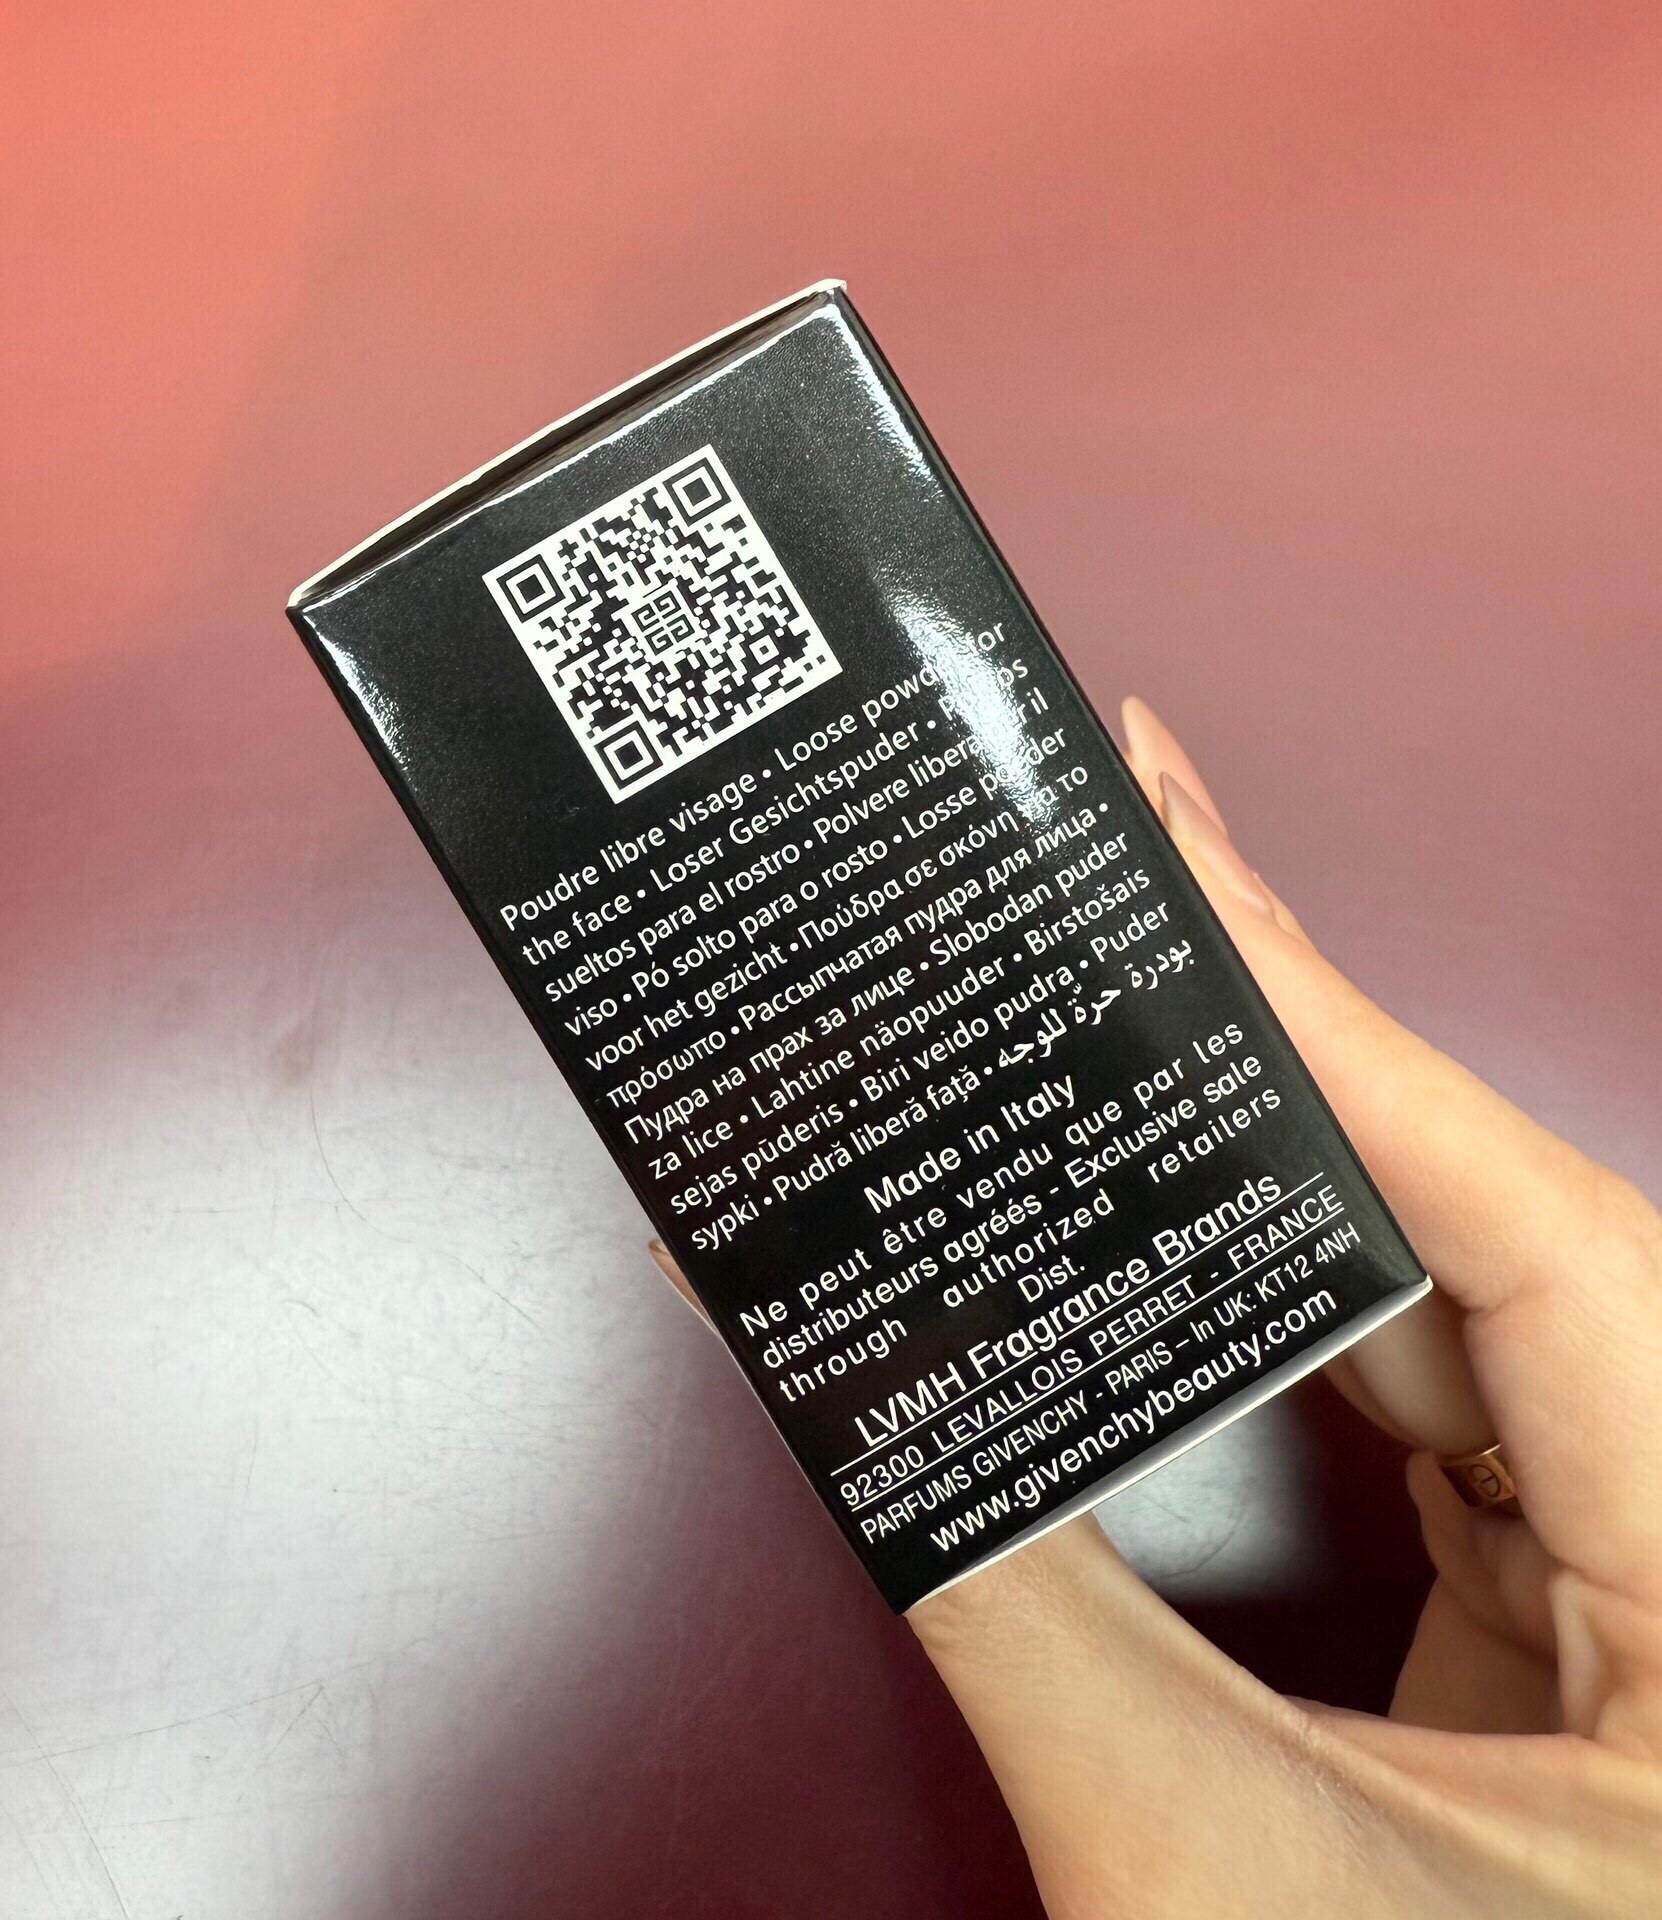 Poudre libre visage • Loose powder for
the face • Loser Gesichtspuder •
sueltos para el rostro • Polvere libera per il
viso • Pó solto para o rosto • Losse poeder
voor het gezicht • Πούδρα σε σκόνη για το
πρόσωπο • Рассыпчатая пудра для лица •
Пудра на прах за лице • Slobodan puder
za lice • Lahtine näopuuder • Birstošais
sejas pūderis • Biri veido pudra • Puder
sypki • Pudră liberă față • بودرة حرّة للوجه
Made in Italy
Ne peut être vendu que par les
distributeurs agréés - Exclusive sale
through authorized retailers
Dist.
LVMH Fragrance Brands
92300 LEVALLOIS PERRET - FRANCE
PARFUMS GIVENCHY - PARIS – In UK: KT12 4NH
www.givenchybeauty.com